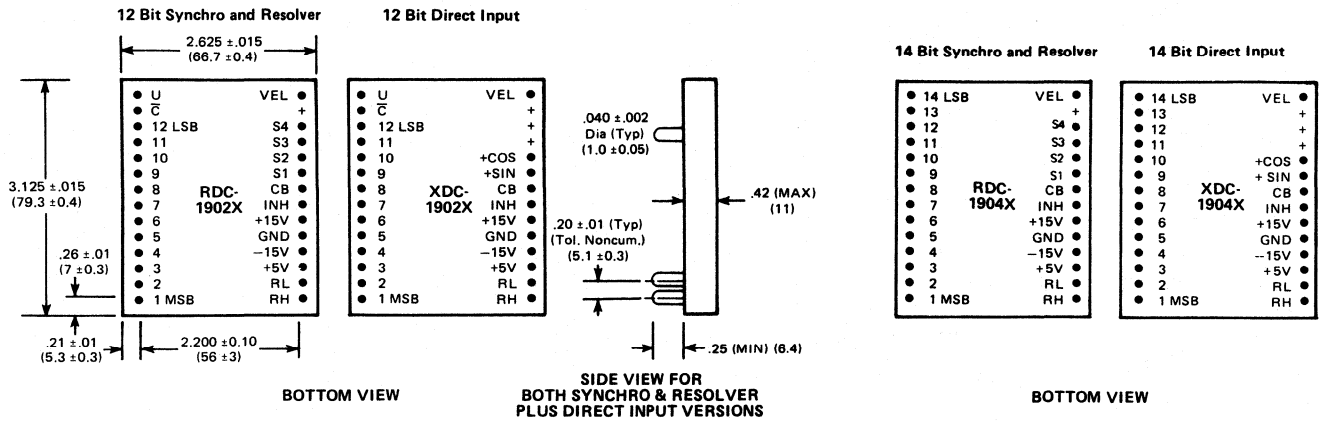 12 Bit Synchro and Resolver
12 Bit Direct Input
2.625 ±.015
(66.7 ±0.4)
3.125 ±.015
(79.3 ±0.4)
.26 ±.01
(7 ±0.3)
.21 ±.01
(5.3 ±0.3)
2.200 ±0.10
(56 ±3)
U VEL
C̅ +
12 LSB S4
11 S3
10 S2
9 S1
8 CB
7 INH
6 +15V
5 GND
4 −15V
3 +5V
2 RL
1 MSB RH
RDC-
1902X
U VEL
C̅ +
12 LSB +
11 +
10 +COS
9 +SIN
8 CB
7 INH
6 +15V
5 GND
4 −15V
3 +5V
2 RL
1 MSB RH
XDC-
1902X
BOTTOM VIEW
.040 ±.002
Dia (Typ)
(1.0 ±0.05)
.42 (MAX)
(11)
.20 ±.01 (Typ)
(Tol. Noncum.)
(5.1 ±0.3)
.25 (MIN) (6.4)
SIDE VIEW FOR
BOTH SYNCHRO & RESOLVER
PLUS DIRECT INPUT VERSIONS
14 Bit Synchro and Resolver
14 Bit Direct Input
14 LSB VEL
13 +
12 S4
11 S3
10 S2
9 S1
8 CB
7 INH
6 +15V
5 GND
4 −15V
3 +5V
2 RL
1 MSB RH
RDC-
1904X
14 LSB VEL
13 +
12 +
11 +
10 +COS
9 + SIN
8 CB
7 INH
6 +15V
5 GND
4 --15V
3 +5V
2 RL
1 MSB RH
XDC-
1904X
BOTTOM VIEW